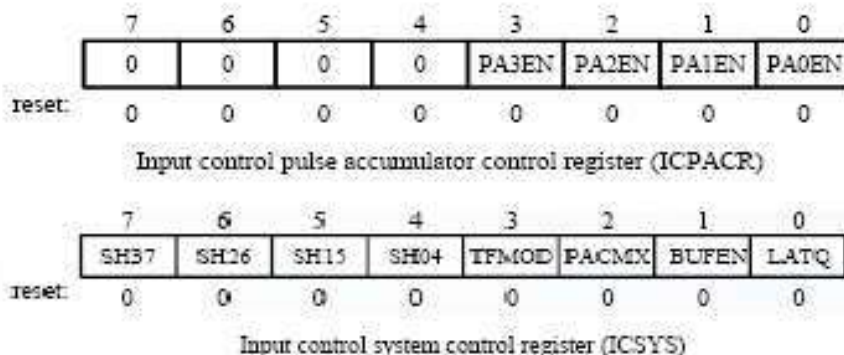 7 6 5 4 3 2 1 0
0 0 0 0 PA3EN PA2EN PA1EN PA0EN
reset: 0 0 0 0 0 0 0 0
Input control pulse accumulator control register (ICPACR)
7 6 5 4 3 2 1 0
SH37 SH26 SH15 SH04 TFMOD PACMX BUFEN LATQ
reset: 0 0 0 0 0 0 0 0
Input control system control register (ICSYS)